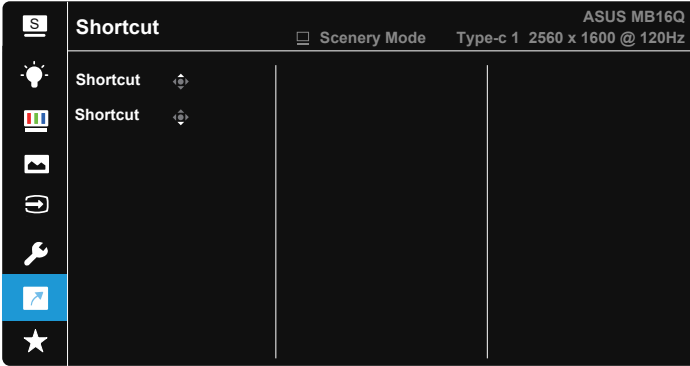 S
Shortcut
ASUS MB16Q
Scenery Mode Type-c 1 2560 x 1600 @ 120Hz
Shortcut
Shortcut